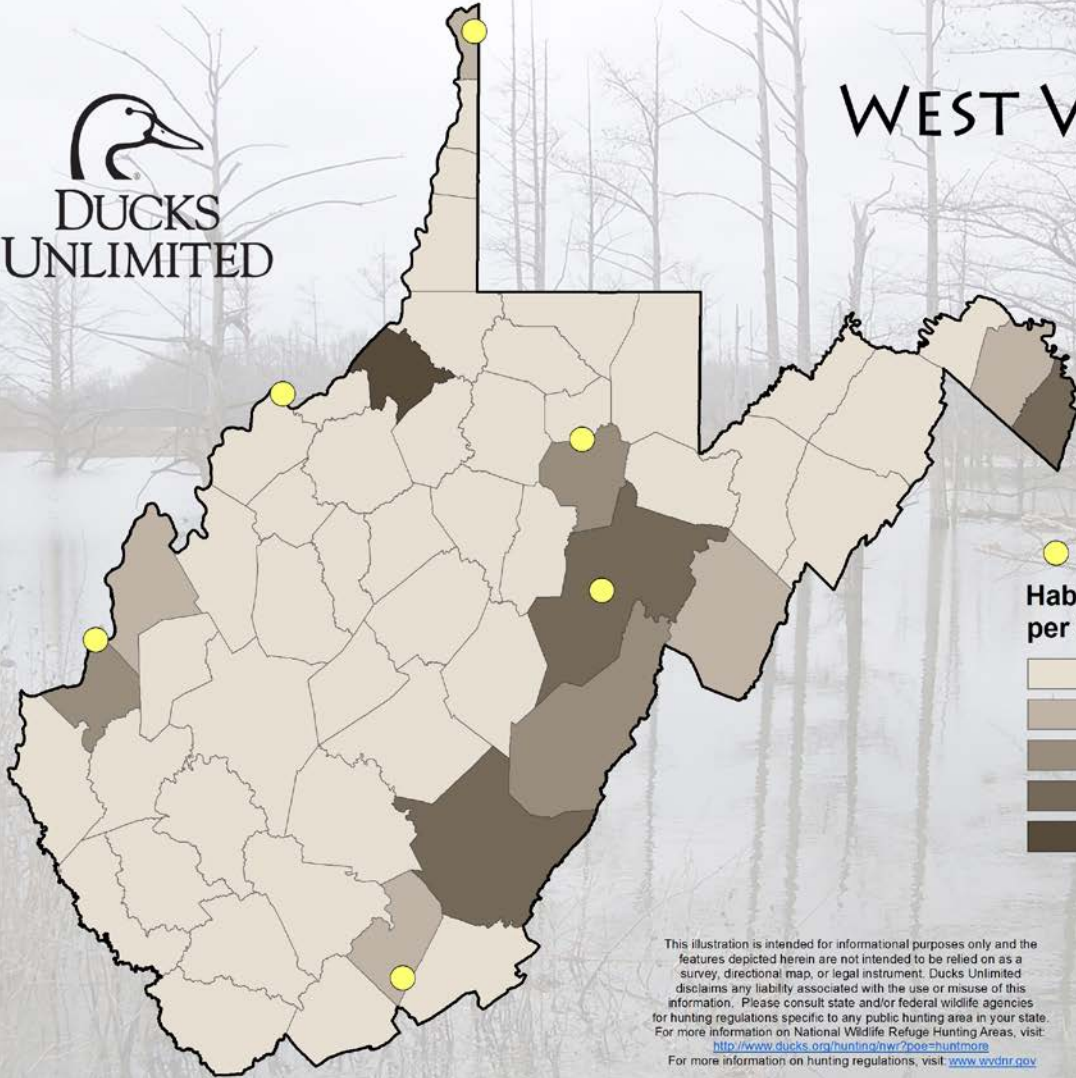 DUCKS
UNLIMITED
WEST V
Hab
per
This illustration is intended for informational purposes only and the
features depicted herein are not intended to be relied on as a
survey, directional map, or legal instrument. Ducks Unlimited
disclaims any liability associated with the use or misuse of this
information. Please consult state and/or federal wildlife agencies
for hunting regulations specific to any public hunting area in your state.
For more information on National Wildlife Refuge Hunting Areas, visit:
http://www.ducks.org/hunting/nwr?poe=huntmore
For more information on hunting regulations, visit: www.wvdnr.gov